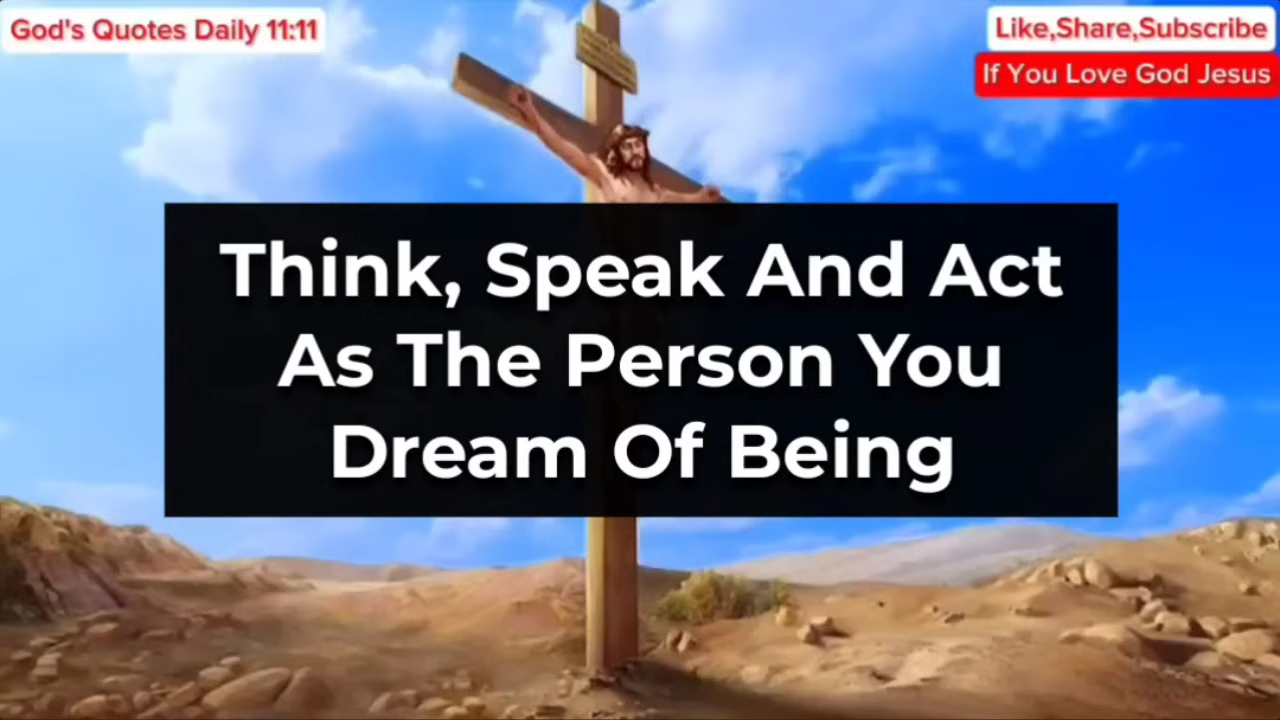 God's Quotes Daily 11:11
Like,Share,Subscribe
If You Love God Jesus
Think, Speak And Act
As The Person You
Dream Of Being